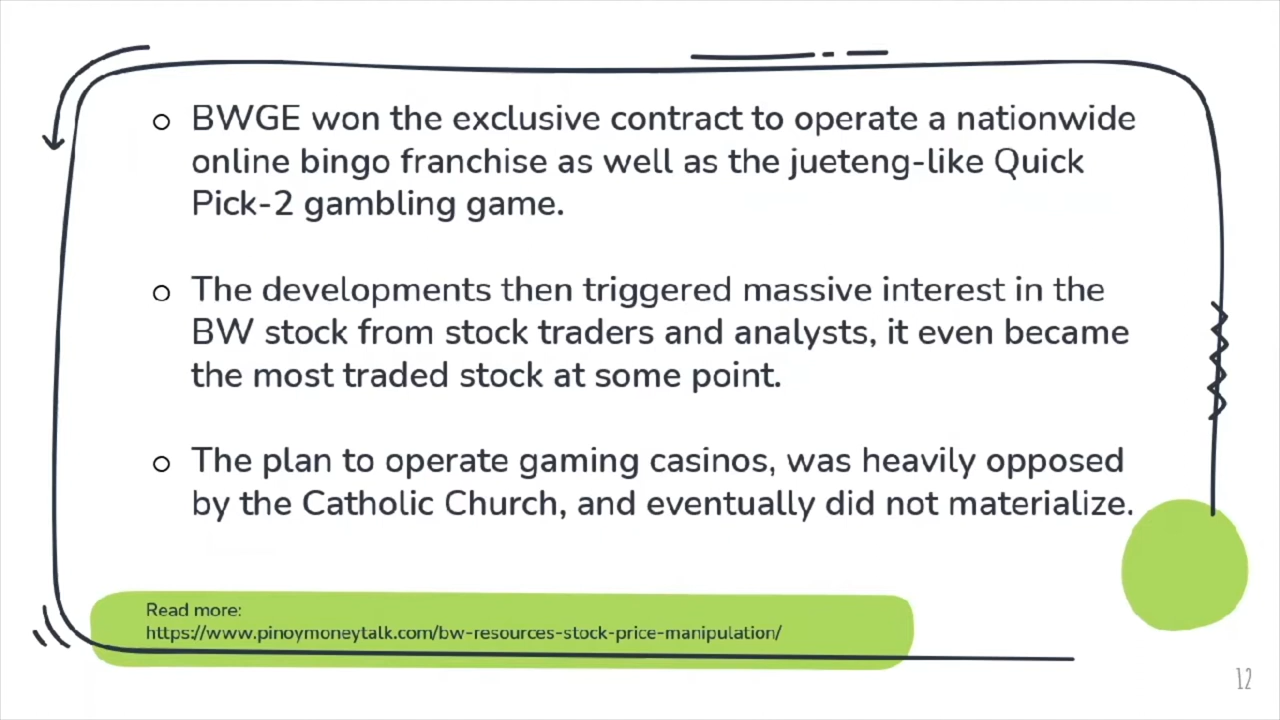 ○ BWGE won the exclusive contract to operate a nationwide
online bingo franchise as well as the jueteng-like Quick
Pick-2 gambling game.
○ The developments then triggered massive interest in the
BW stock from stock traders and analysts, it even became
the most traded stock at some point.
○ The plan to operate gaming casinos, was heavily opposed
by the Catholic Church, and eventually did not materialize.
Read more:
https://www.pinoymoneytalk.com/bw-resources-stock-price-manipulation/
12